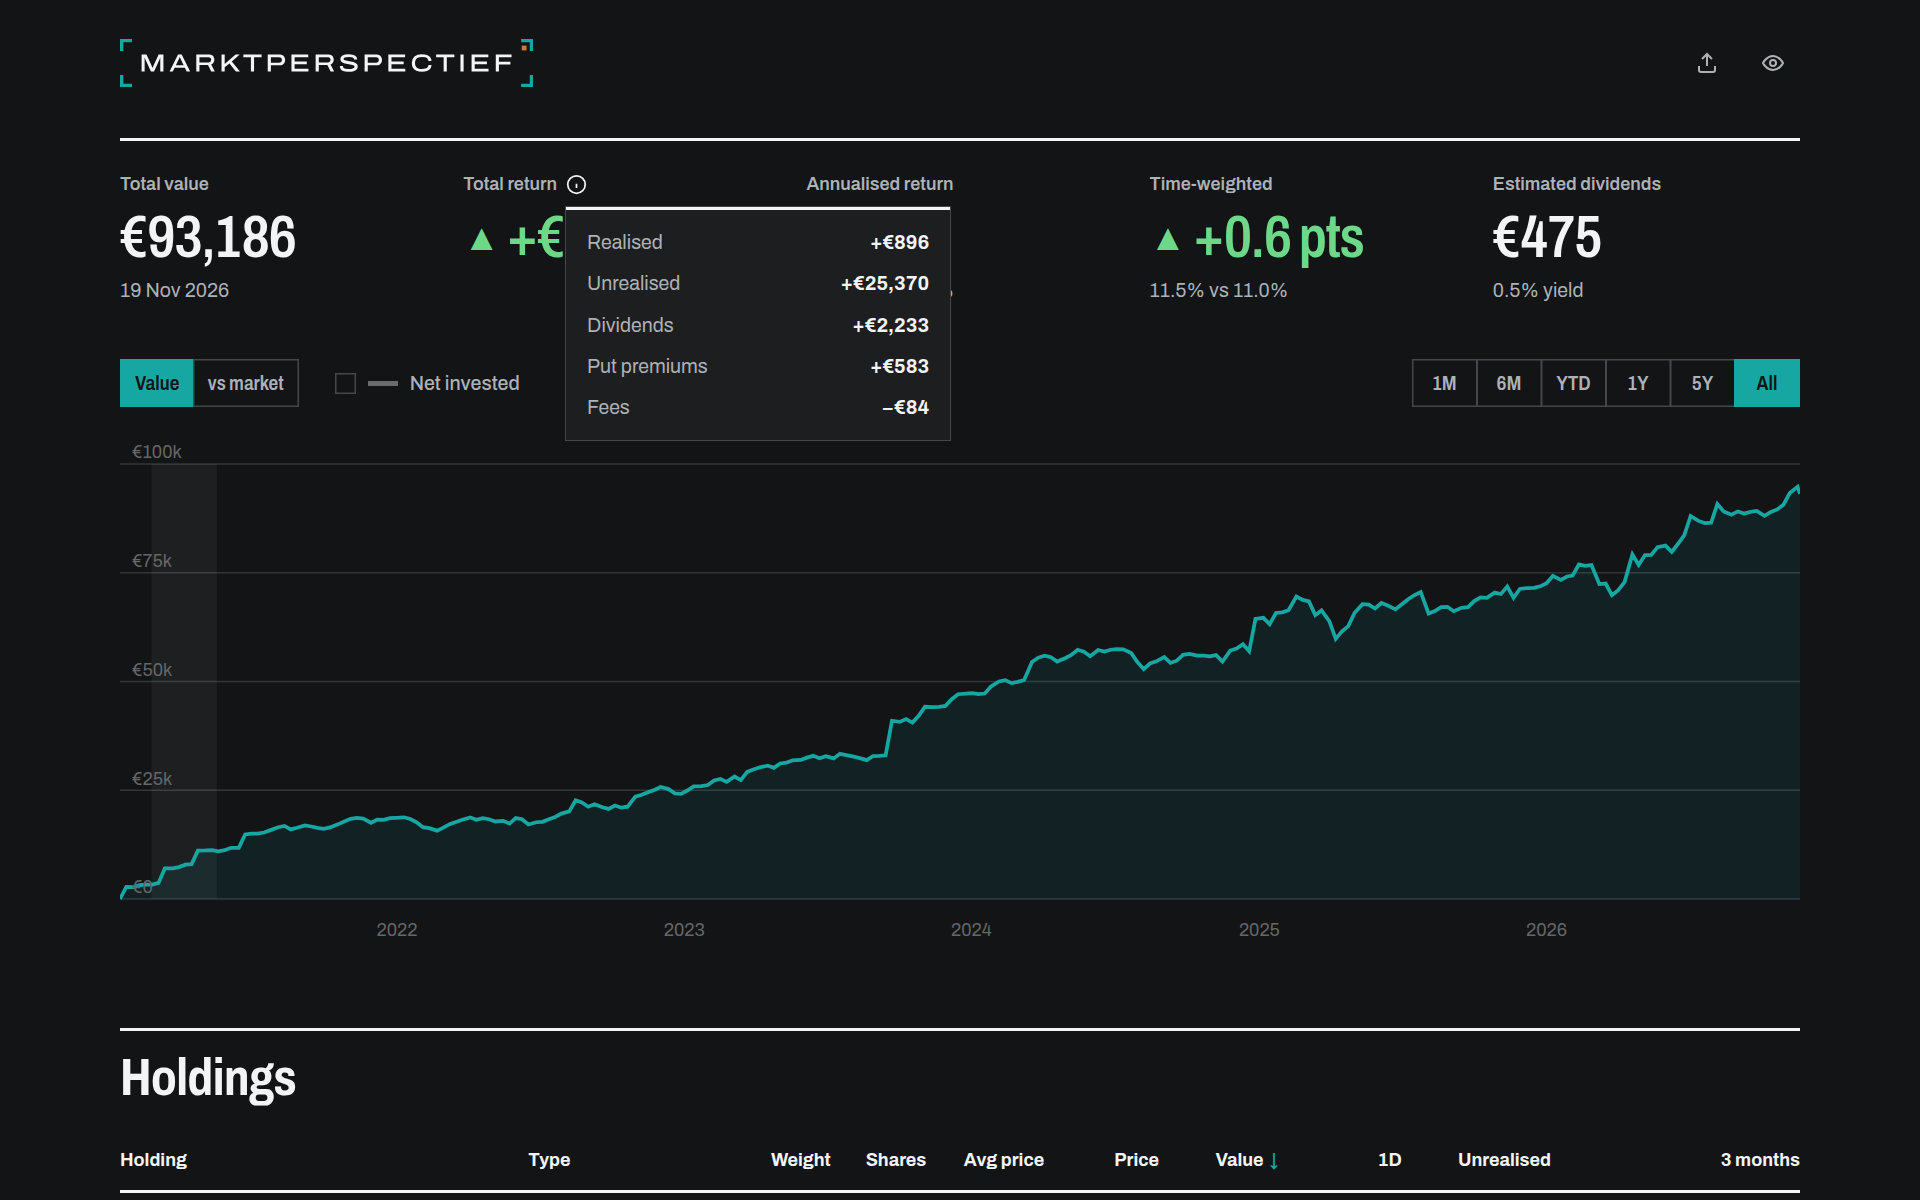 MARKTPERSPECTIEF
Total value
€93,186
19 Nov 2026
Total return
▲ +€
Annualised return
Time-weighted
▲ +0.6 pts
11.5% vs 11.0%
Estimated dividends
€475
0.5% yield
Realised +€896
Unrealised +€25,370
Dividends +€2,233
Put premiums +€583
Fees −€84
Value vs market Net invested
1M 6M YTD 1Y 5Y All
€100k
€75k
€50k
€25k
€0
2022 2023 2024 2025 2026
Holdings
Holding Type Weight Shares Avg price Price Value ↓ 1D Unrealised 3 months